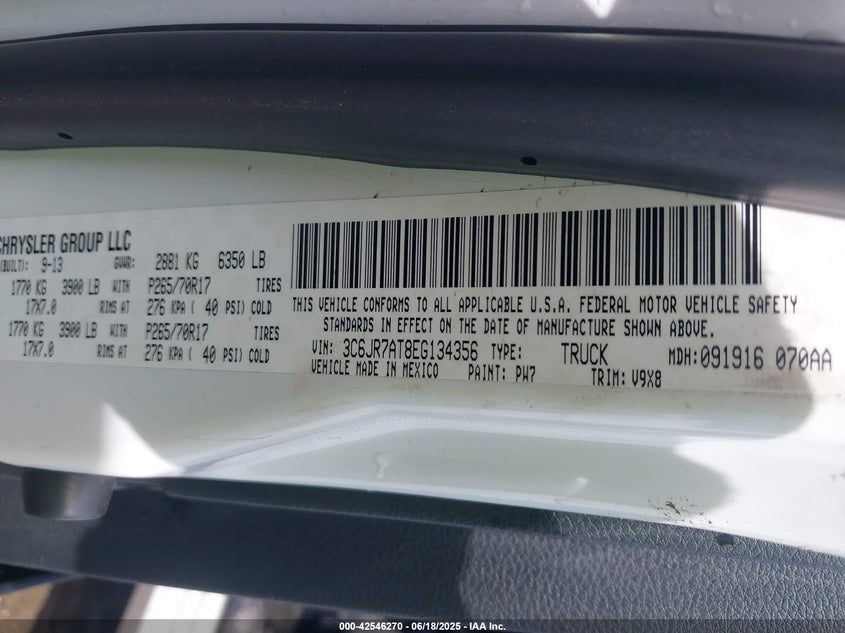 CHRYSLER GROUP LLC
(BUILT): 9-13 GVWR: 2881 KG 6350 LB
1770 KG 3900 LB WITH P265/70R17 TIRES
17X7.0 RIMS AT 276 KPA ( 40 PSI) COLD
1770 KG 3900 LB WITH P265/70R17 TIRES
17X7.0 RIMS AT 276 KPA ( 40 PSI) COLD
THIS VEHICLE CONFORMS TO ALL APPLICABLE U.S.A. FEDERAL MOTOR VEHICLE SAFETY
STANDARDS IN EFFECT ON THE DATE OF MANUFACTURE SHOWN ABOVE.
VIN: 3C6JR7AT8EG134356 TYPE: TRUCK MDH:091916 070AA
VEHICLE MADE IN MEXICO PAINT: PW7 TRIM: V9X8
000-42546270 - 06/18/2025 - IAA Inc.